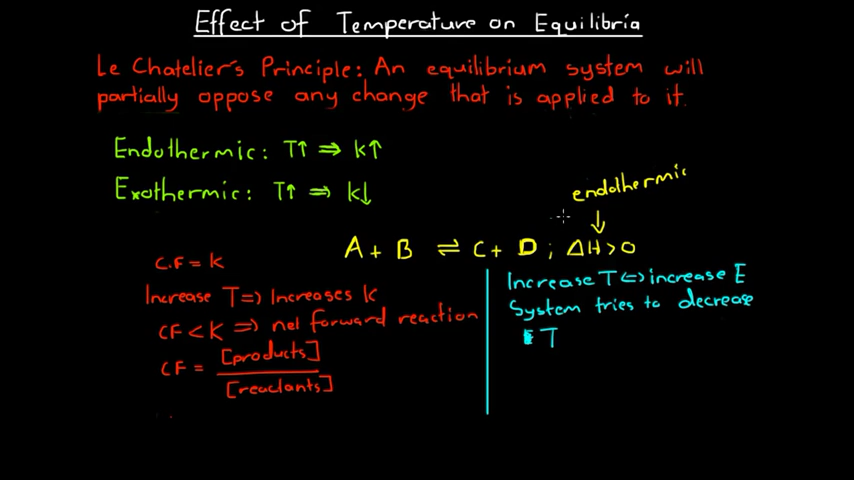 Effect of Temperature on Equilibria
Le Chatelier's Principle: An equilibrium system will
partially oppose any change that is applied to it.
Endothermic: T↑ ⇒ K↑
Exothermic: T↑ ⇒ K↓
endothermic
A + B ⇌ C + D ; ΔH > 0
C.F = K
Increase T ⇒ Increases K
CF < K ⇒ net forward reaction
CF = [products]
[reactants]
Increase T ⇔ increase E
System tries to decrease
T